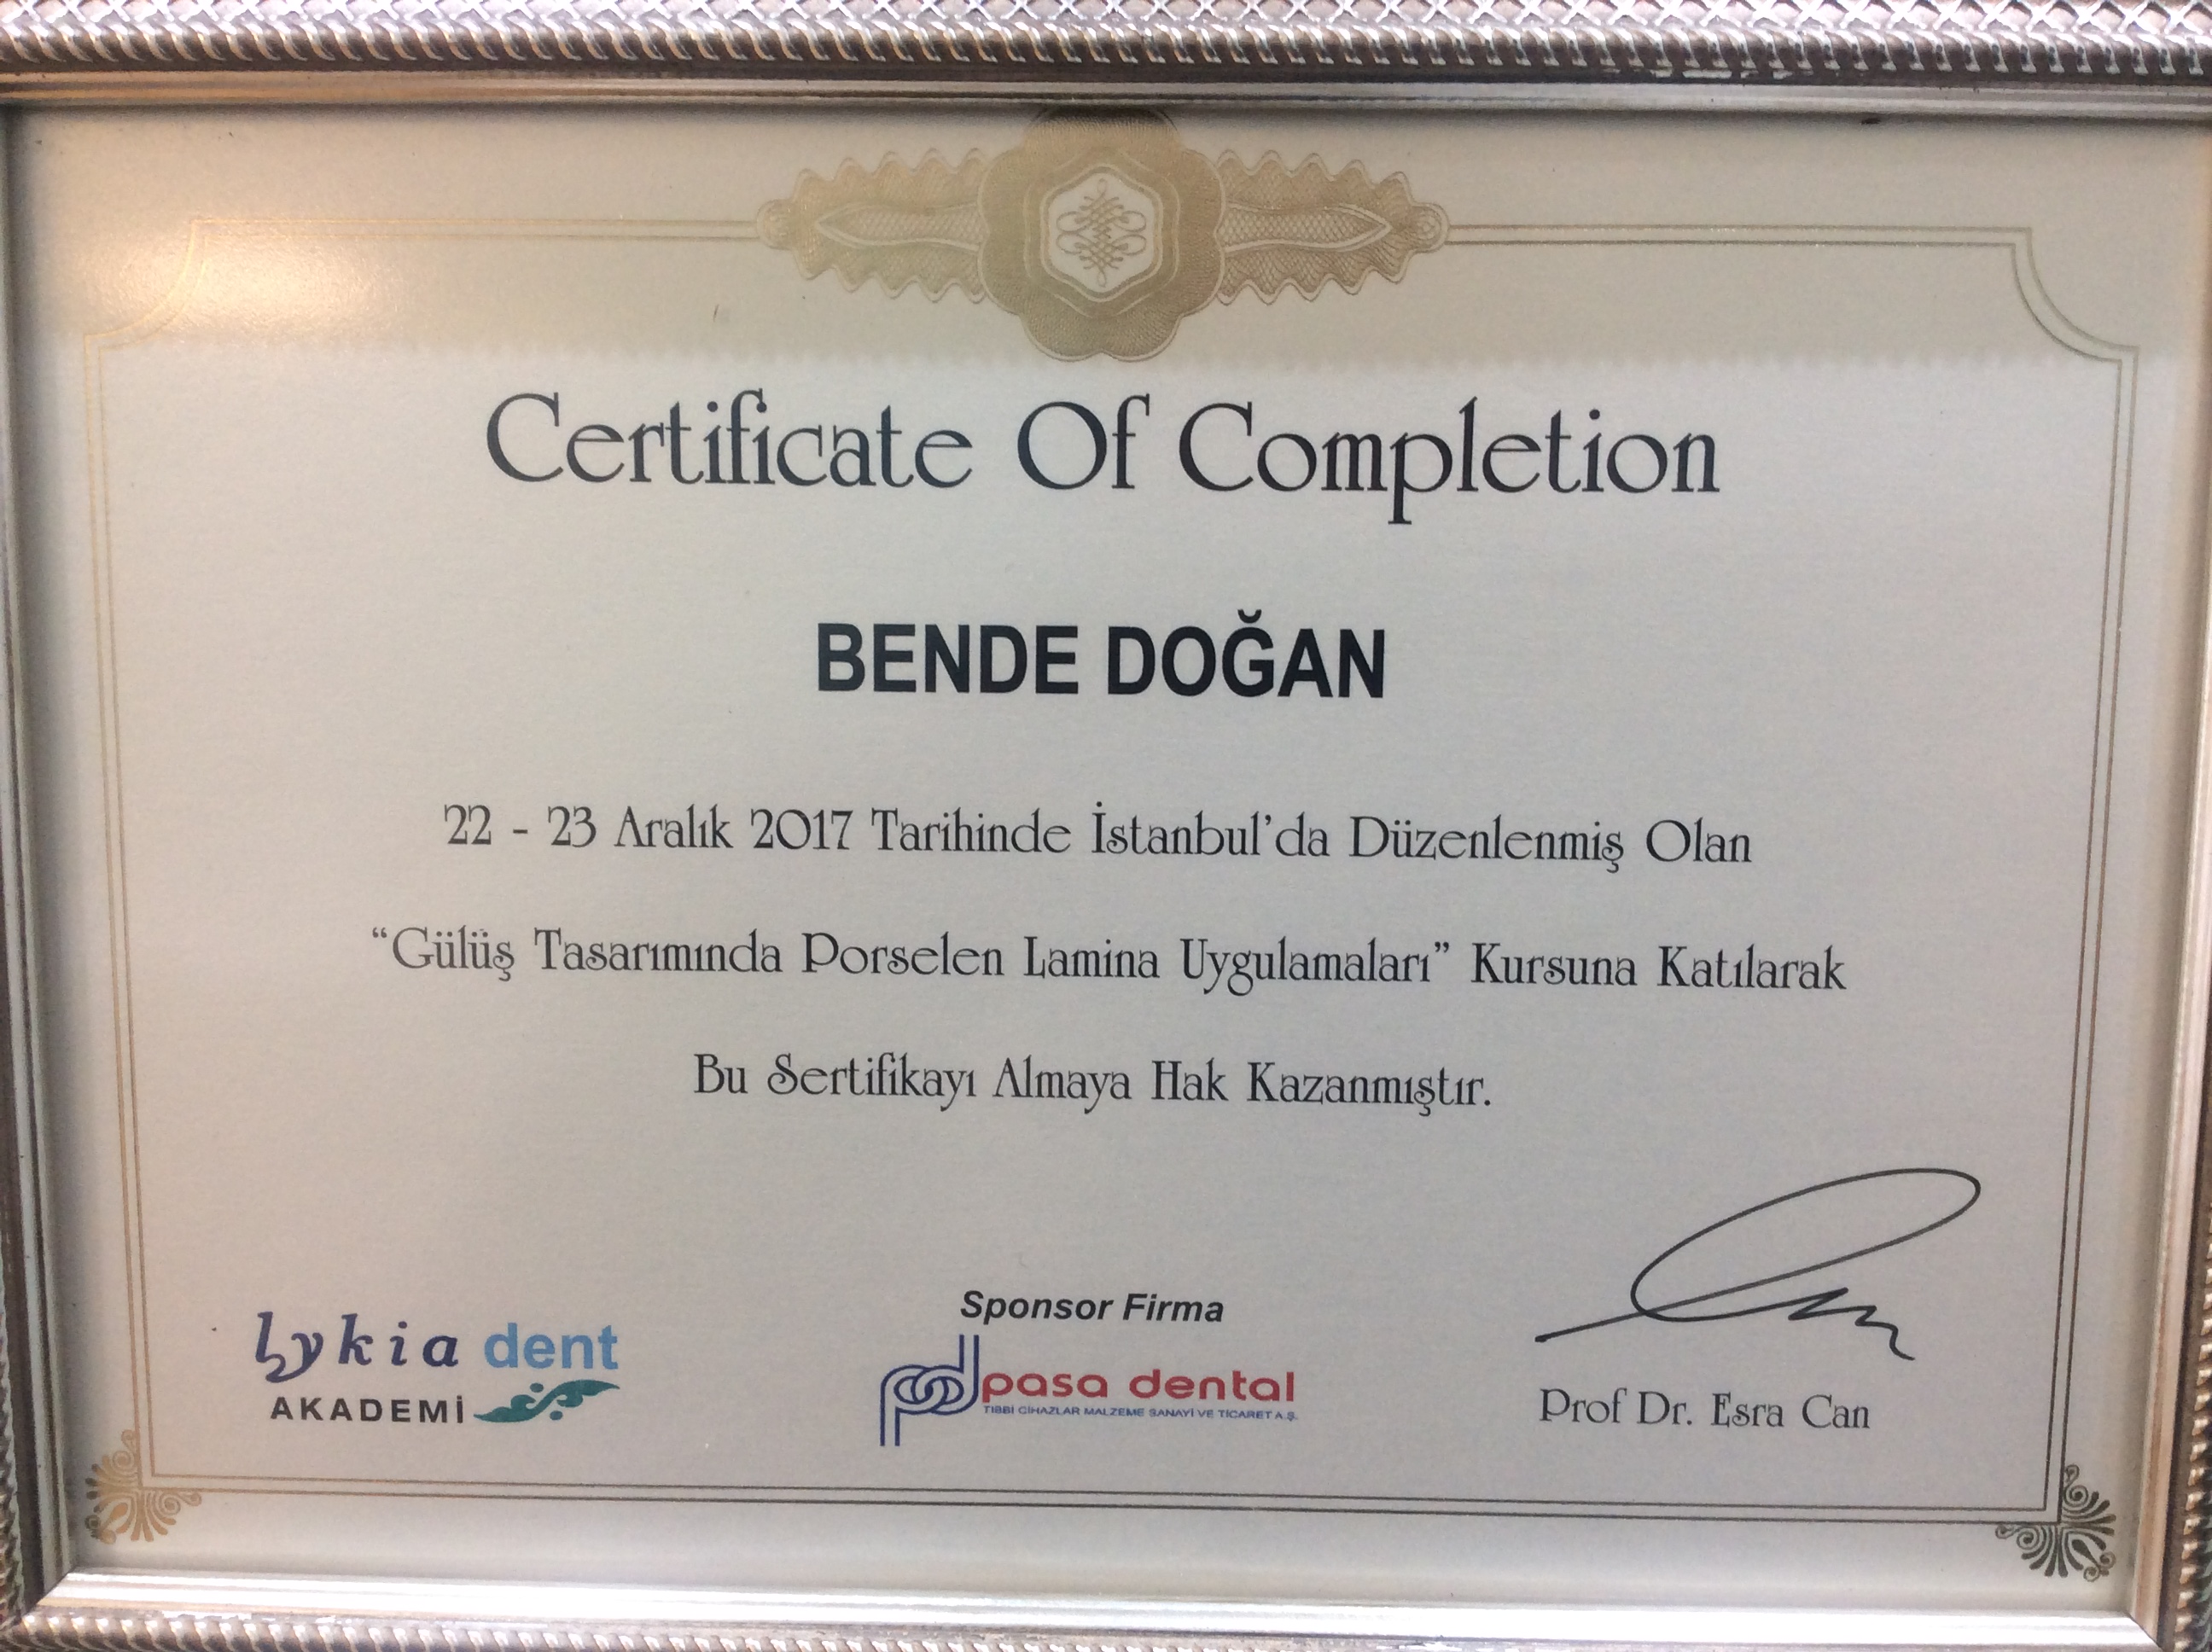 Certificate Of Completion
BENDE DOĞAN
22 - 23 Aralık 2017 Tarihinde İstanbul'da Düzenlenmiş Olan
“Gülüş Tasarımında Porselen Lamina Uygulamaları” Kursuna Katılarak
Bu Sertifikayı Almaya Hak Kazanmıştır.
Lykia dent
AKADEMİ
Sponsor Firma
pd pasa dental
TIBBİ CİHAZLAR MALZEME SANAYİ VE TİCARET A.Ş.
Prof Dr. Esra Can